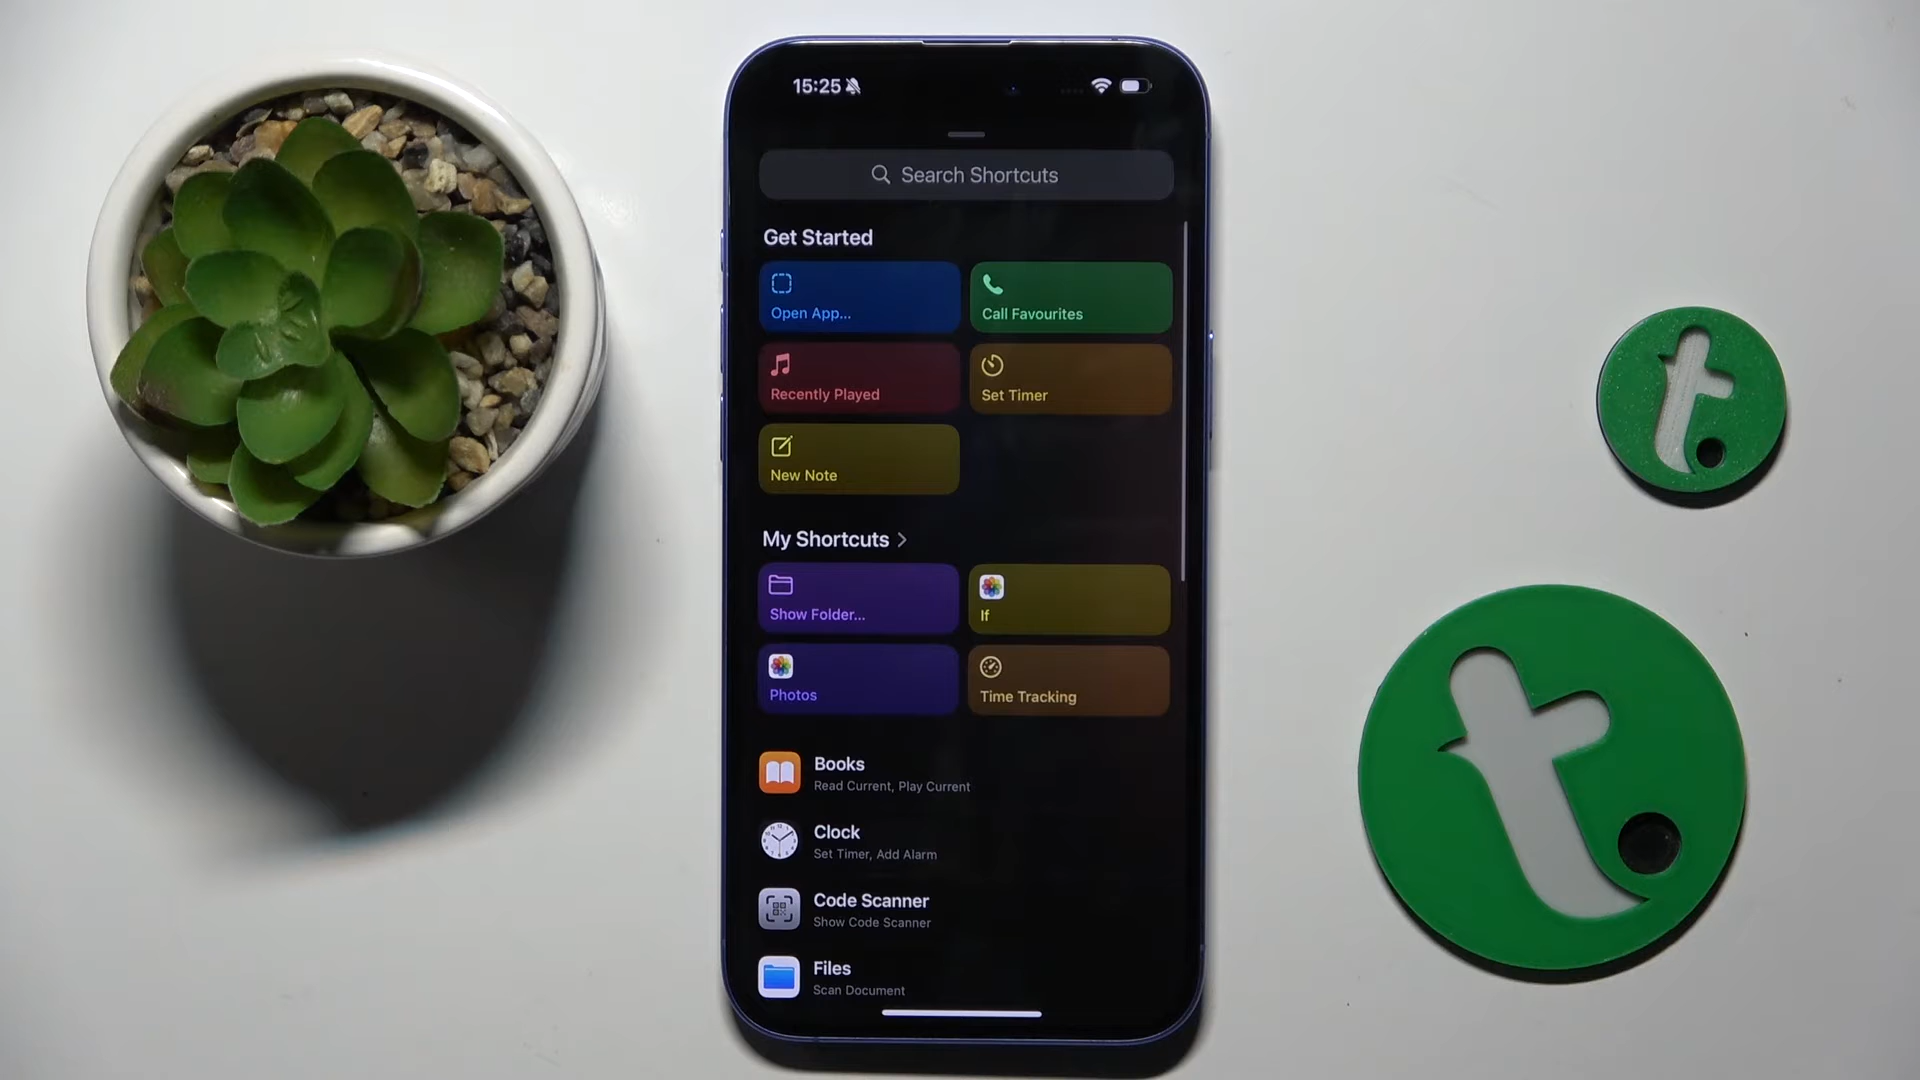 15:25
Search Shortcuts
Get Started
Open App...
Call Favourites
Recently Played
Set Timer
New Note
My Shortcuts
Show Folder...
If
Photos
Time Tracking
Books
Read Current, Play Current
Clock
Set Timer, Add Alarm
Code Scanner
Show Code Scanner
Files
Scan Document
t.
t.